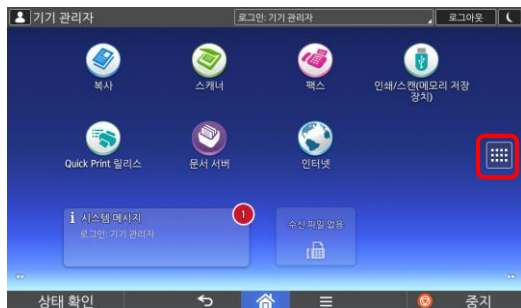 기기 관리자
로그인: 기기 관리자
로그아웃
복사
스캐너
팩스
인쇄/스캔(메모리 저장
장치)
Quick Print 릴리스
문서 서버
인터넷
i 시스템 메시지
1
로그인: 기기 관리자
수신 파일 없음
상태 확인
중지